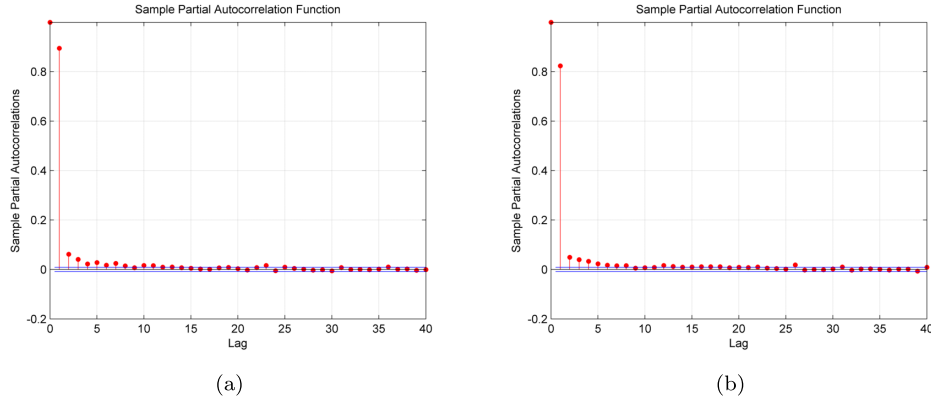 Sample Partial Autocorrelation Function
Sample Partial Autocorrelations
0.8
0.6
0.4
0.2
0
-0.2
0 5 10 15 20 25 30 35 40
Lag
(a)
Sample Partial Autocorrelation Function
Sample Partial Autocorrelations
0.8
0.6
0.4
0.2
0
-0.2
0 5 10 15 20 25 30 35 40
Lag
(b)